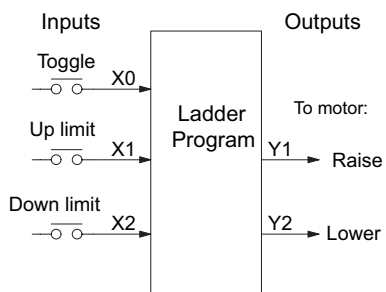 Inputs
Outputs
Toggle
X0
Up limit
X1
Down limit
X2
Ladder
Program
To motor:
Y1
Raise
Y2
Lower